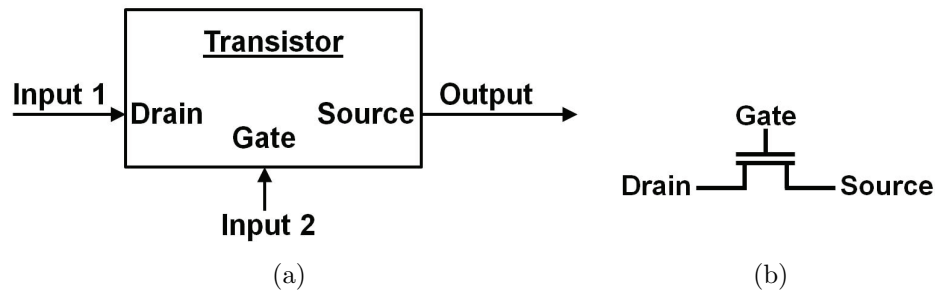 Transistor
Input 1
Drain
Source
Output
Gate
Input 2
(a)
Gate
Drain
Source
(b)